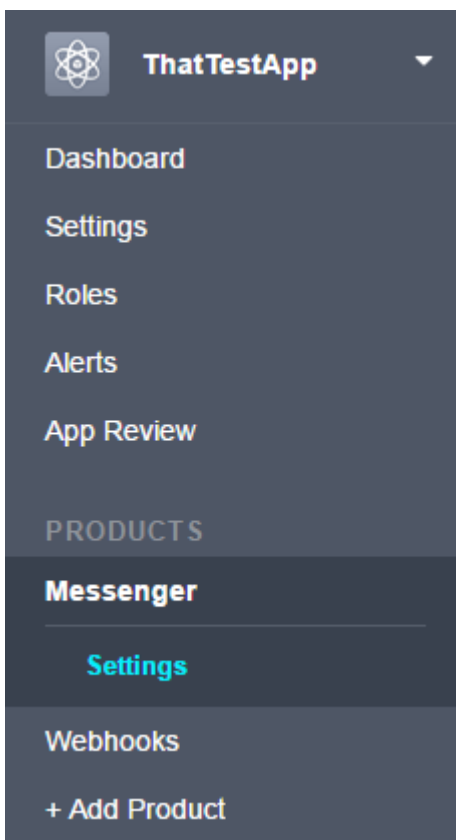 ThatTestApp
Dashboard
Settings
Roles
Alerts
App Review
PRODUCTS
Messenger
Settings
Webhooks
+ Add Product